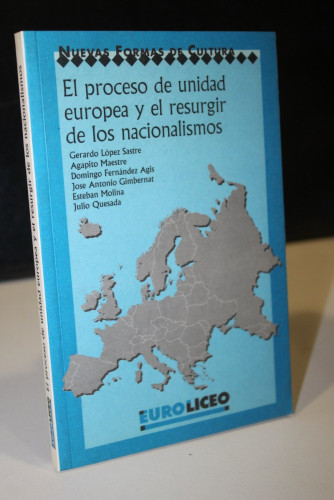 NUEVAS FORMAS DE CULTURA
El proceso de unidad
europea y el resurgir
de los nacionalismos
Gerardo López Sastre
Agapito Maestre
Domingo Fernández Agis
Jose Antonio Gimbernat
Esteban Molina
Julio Quesada
EUROLICEO
El proceso de unidad europea y el resurgir de los nacionalismos
EUROLICEO